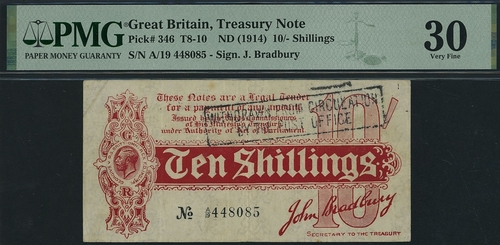 PMG
PAPER MONEY GUARANTY
Great Britain, Treasury Note
Pick# 346 T8-10 ND (1914) 10/- Shillings
S/N A/19 448085 - Sign. J. Bradbury
30
Very Fine
These Notes are a Legal Tender
for a payment of any amount
Issued by the Lords Commissioners
of His Majesty's Treasury
under Authority of Act of Parliament.
CIRCULATION
OFFICE
10/-
G
R
Ten Shillings
No A/19 448085
John Bradbury
SECRETARY TO THE TREASURY